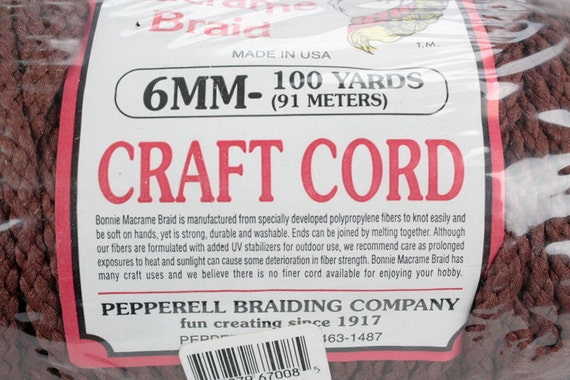 Braid
T.M.
MADE IN USA
6MM- 100 YARDS
(91 METERS)
CRAFT CORD
Bonnie Macrame Braid is manufactured from specially developed polypropylene fibers to knot easily and
be soft on hands, yet is strong, durable and washable. Ends can be joined by melting together. Although
our fibers are formulated with added UV stabilizers for outdoor use, we recommend care as prolonged
exposures to heat and sunlight can cause some deterioration in fiber strength. Bonnie Macrame Braid has
many craft uses and we believe there is no finer cord available for enjoying your hobby.
PEPPERELL BRAIDING COMPANY
fun creating since 1917
463-1487
67008 5